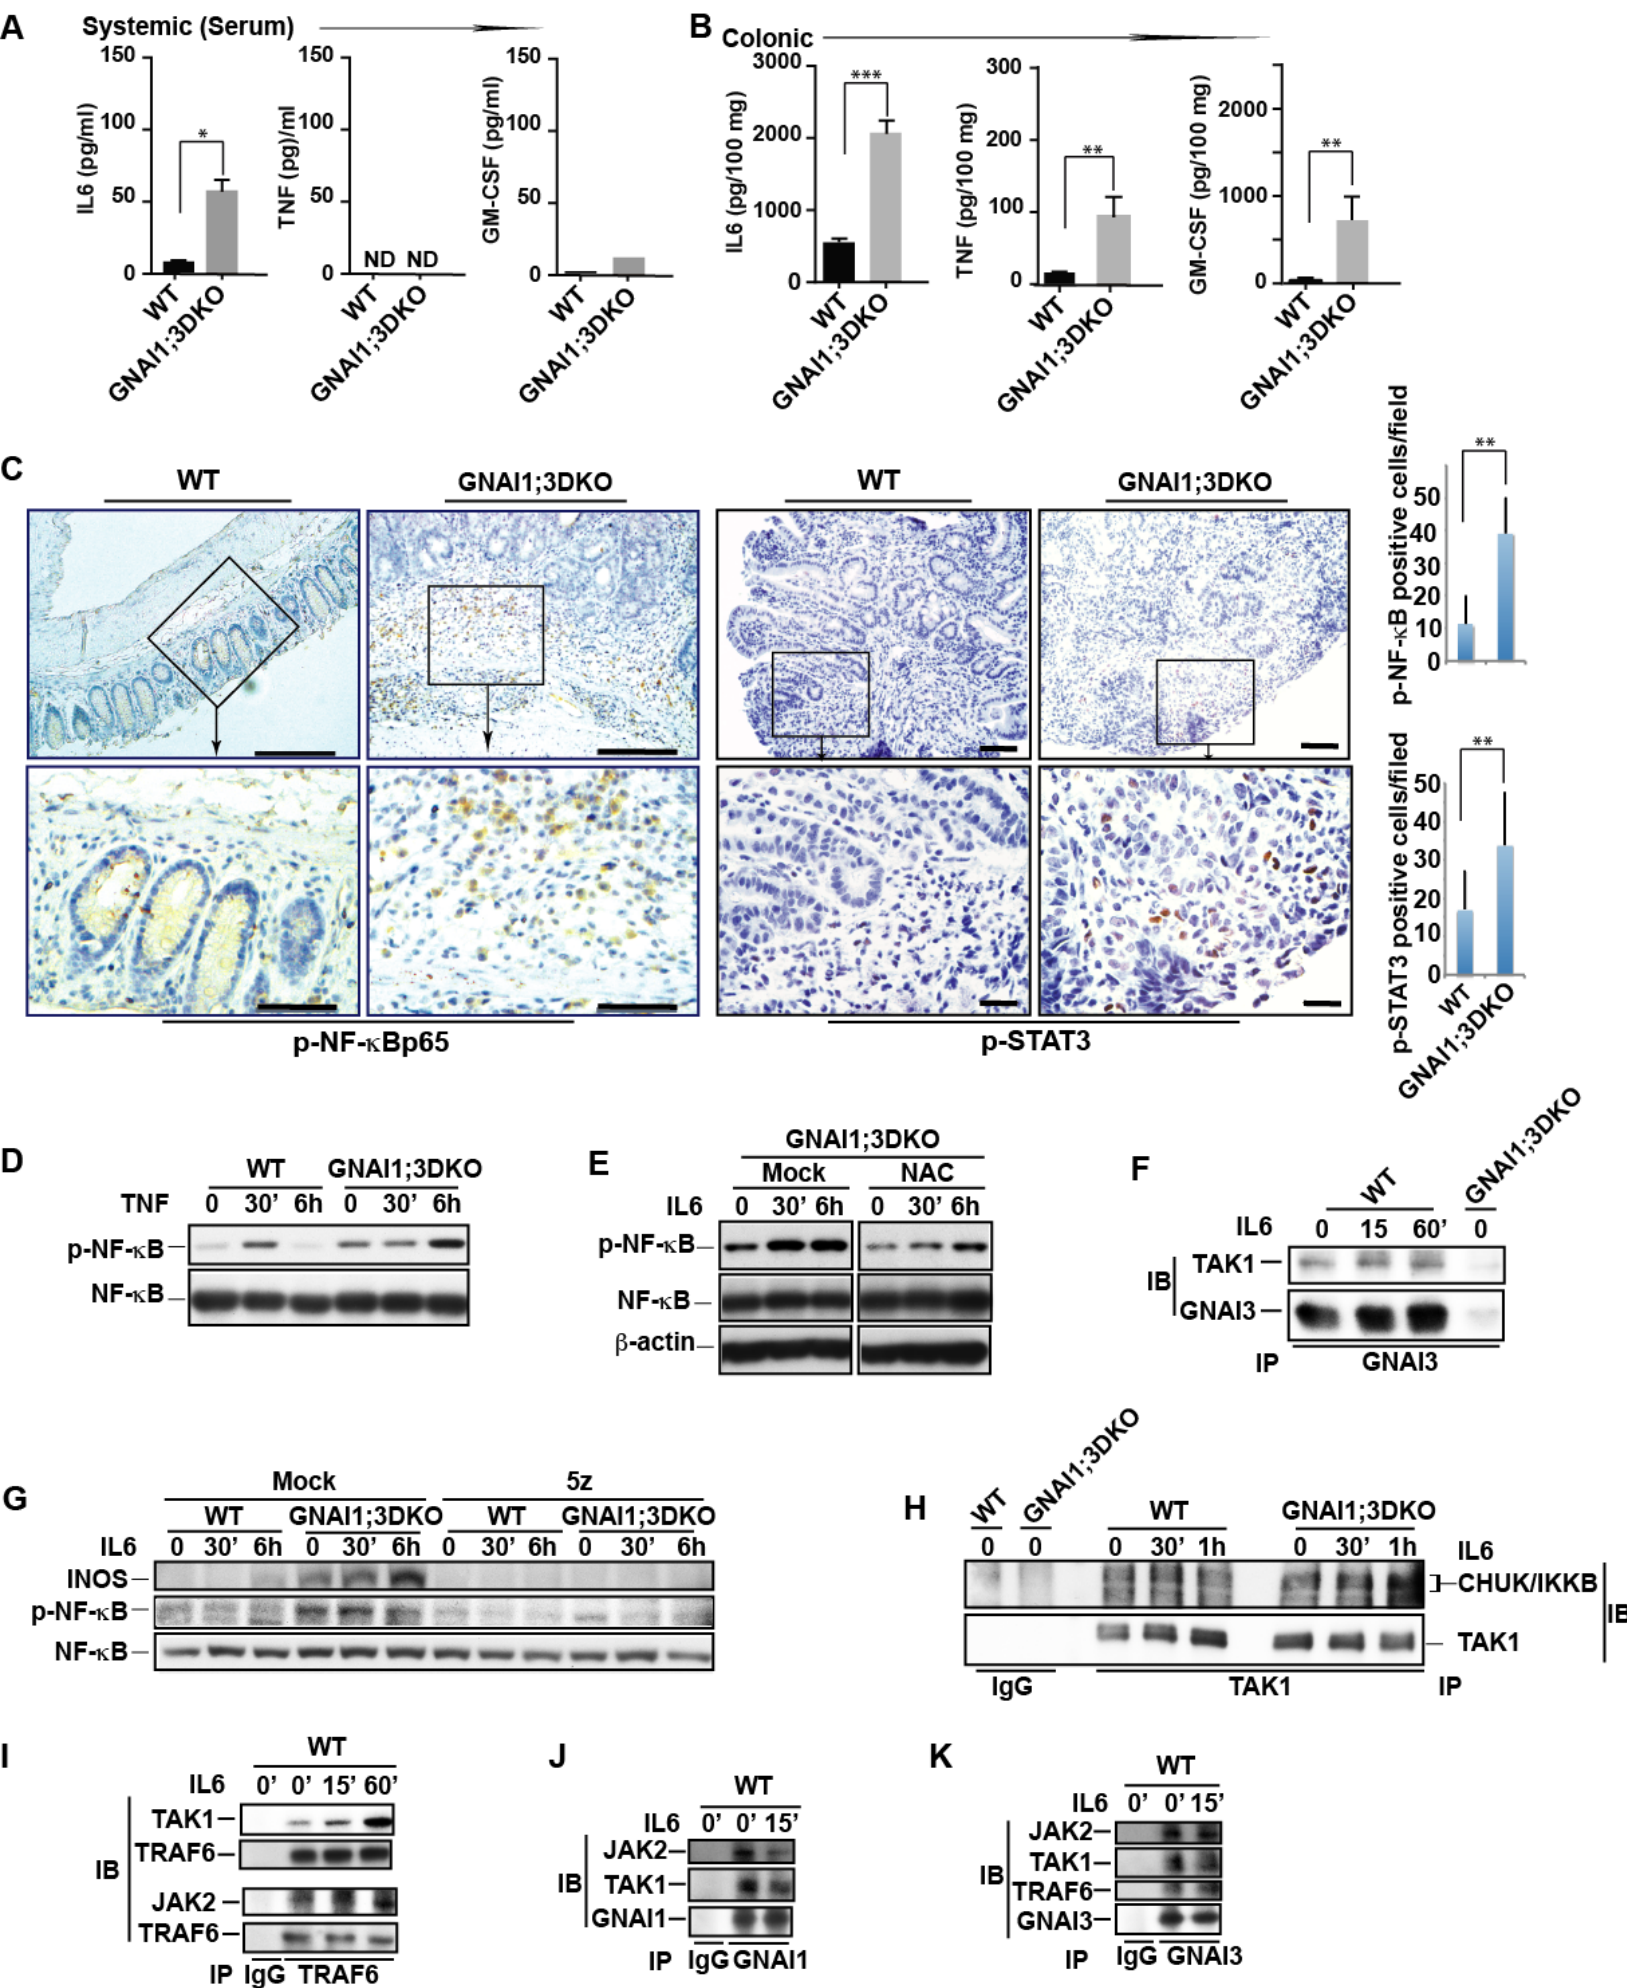 A
Systemic (Serum)
150
100
50
0
IL6 (pg/ml)
*
WT
GNAI1;3DKO
150
100
50
0
TNF (pg)/ml
ND ND
WT
GNAI1;3DKO
150
100
50
0
GM-CSF (pg/ml)
WT
GNAI1;3DKO
B
Colonic
3000
2000
1000
0
IL6 (pg/100 mg)
***
WT
GNAI1;3DKO
300
200
100
0
TNF (pg/100 mg)
**
WT
GNAI1;3DKO
2000
1000
0
GM-CSF (pg/100 mg)
**
WT
GNAI1;3DKO
C
WT
GNAI1;3DKO
WT
GNAI1;3DKO
p-NF-κBp65
p-STAT3
p-NF-κB positive cells/field
**
50
40
30
20
10
0
p-STAT3 positive cells/filed
**
50
40
30
20
10
0
WT
GNAI1;3DKO
D
WT GNAI1;3DKO
TNF 0 30’ 6h 0 30’ 6h
p-NF-κB
NF-κB
E
GNAI1;3DKO
Mock NAC
IL6 0 30’ 6h 0 30’ 6h
p-NF-κB
NF-κB
β-actin
F
WT GNAI1;3DKO
IL6 0 15 60’ 0
IB
TAK1
GNAI3
IP GNAI3
G
Mock 5z
WT GNAI1;3DKO WT GNAI1;3DKO
IL6 0 30’ 6h 0 30’ 6h 0 30’ 6h 0 30’ 6h
INOS
p-NF-κB
NF-κB
H
WT GNAI1;3DKO WT GNAI1;3DKO
0 0 0 30’ 1h 0 30’ 1h IL6
CHUK/IKKB
IB
TAK1
IgG TAK1 IP
I
WT
IL6 0’ 0’ 15’ 60’
TAK1
TRAF6
IB
JAK2
TRAF6
IP IgG TRAF6
J
WT
IL6 0’ 0’ 15’
JAK2
IB TAK1
GNAI1
IP IgG GNAI1
K
WT
IL6 0’ 0’ 15’
JAK2
TAK1
IB
TRAF6
GNAI3
IP IgG GNAI3